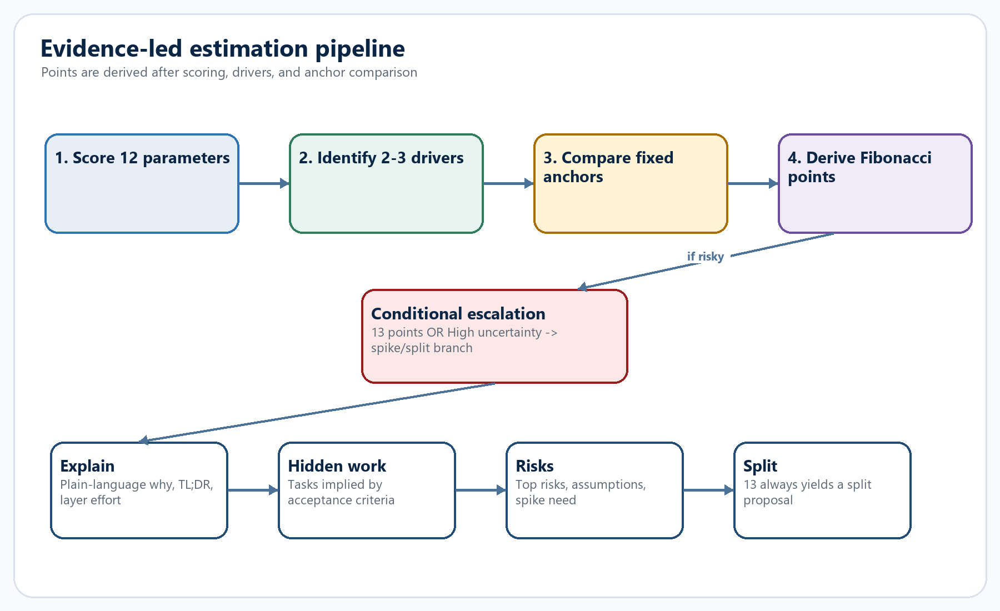 Evidence-led estimation pipeline
Points are derived after scoring, drivers, and anchor comparison
1. Score 12 parameters
2. Identify 2-3 drivers
3. Compare fixed
anchors
4. Derive Fibonacci
points
if risky
Conditional escalation
13 points OR High uncertainty ->
spike/split branch
Explain
Plain-language why, TL;DR,
layer effort
Hidden work
Tasks implied by
acceptance criteria
Risks
Top risks, assumptions,
spike need
Split
13 always yields a split
proposal